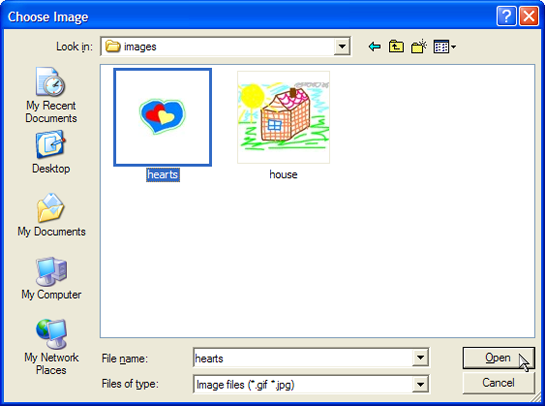 Choose Image
Look in: images
My Recent
Documents
Desktop
My Documents
My Computer
My Network
Places
hearts
house
File name: hearts
Open
Files of type: Image files (*.gif *.jpg)
Cancel